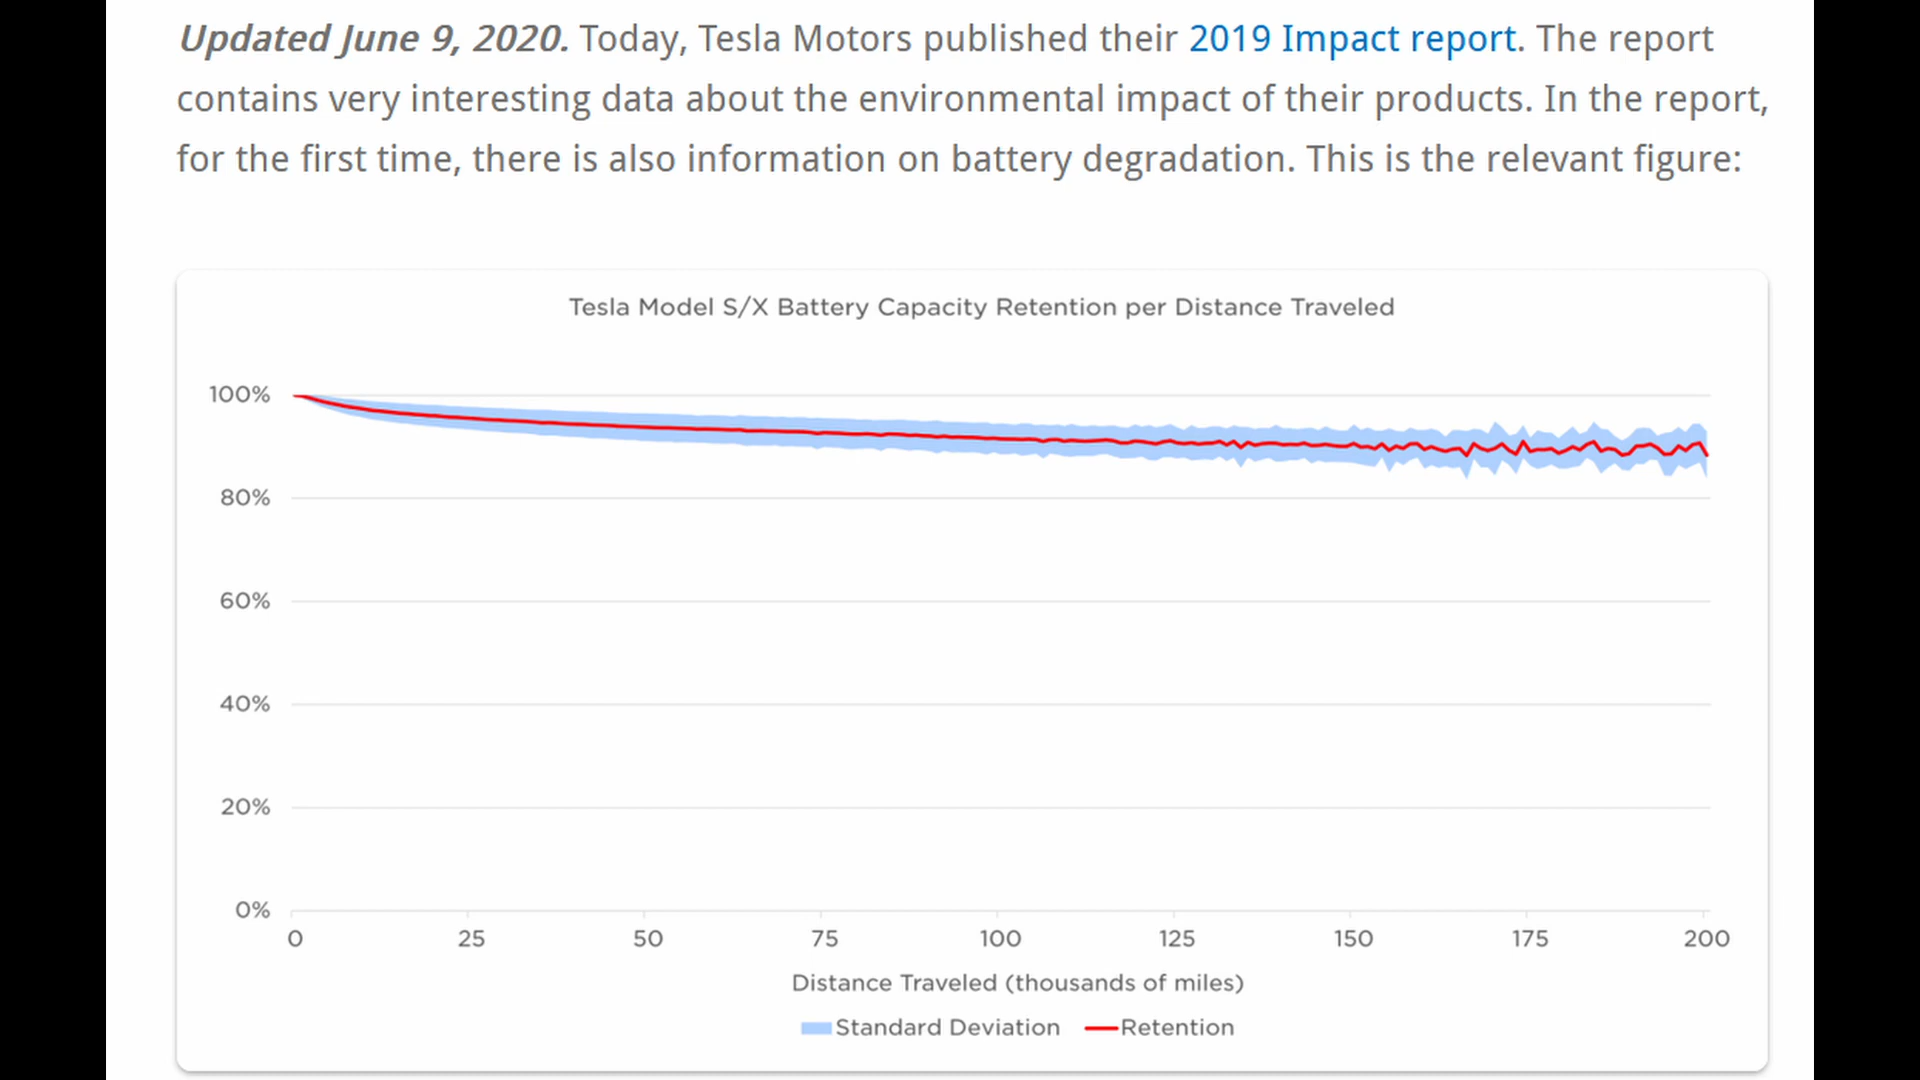 Updated June 9, 2020. Today, Tesla Motors published their 2019 Impact report. The report
contains very interesting data about the environmental impact of their products. In the report,
for the first time, there is also information on battery degradation. This is the relevant figure:
Tesla Model S/X Battery Capacity Retention per Distance Traveled
100%
80%
60%
40%
20%
0%
0 25 50 75 100 125 150 175 200
Distance Traveled (thousands of miles)
Standard Deviation Retention